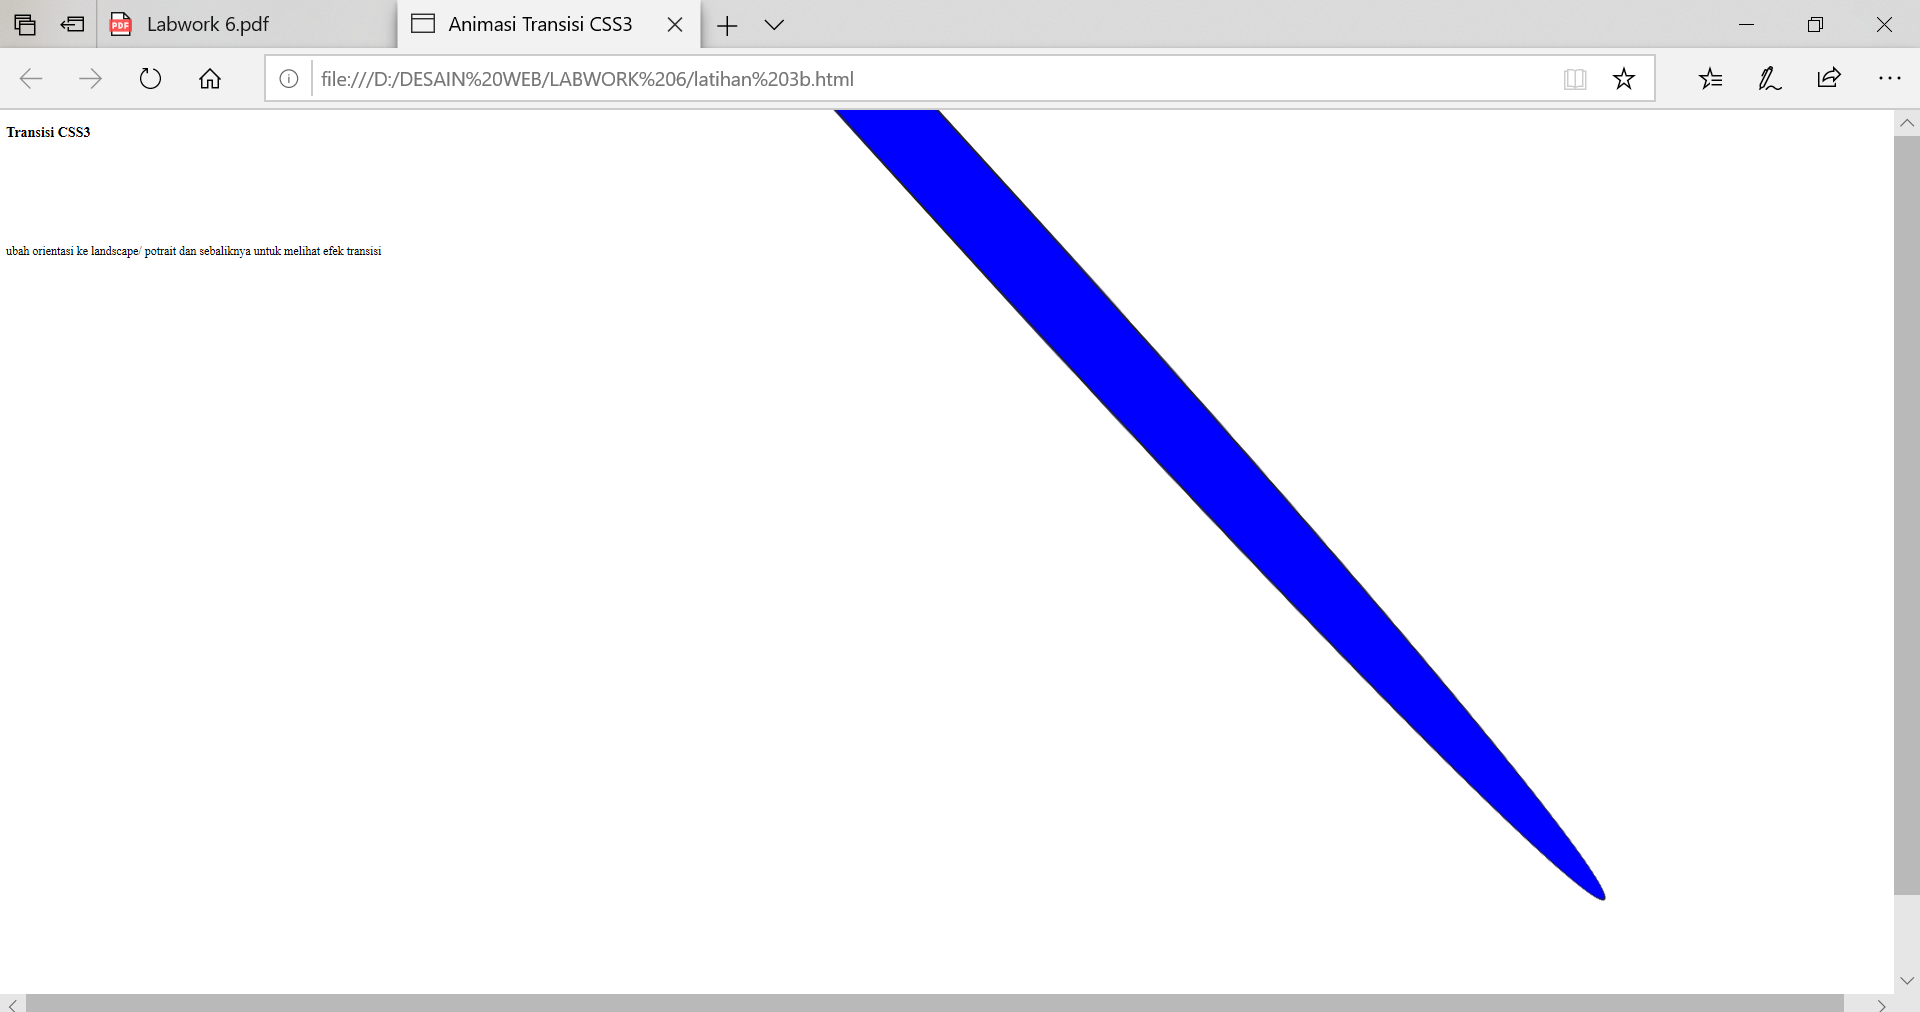 PDF Labwork 6.pdf
Animasi Transisi CSS3
file:///D:/DESAIN%20WEB/LABWORK%206/latihan%203b.html
Transisi CSS3
ubah orientasi ke landscape/ potrait dan sebaliknya untuk melihat efek transisi